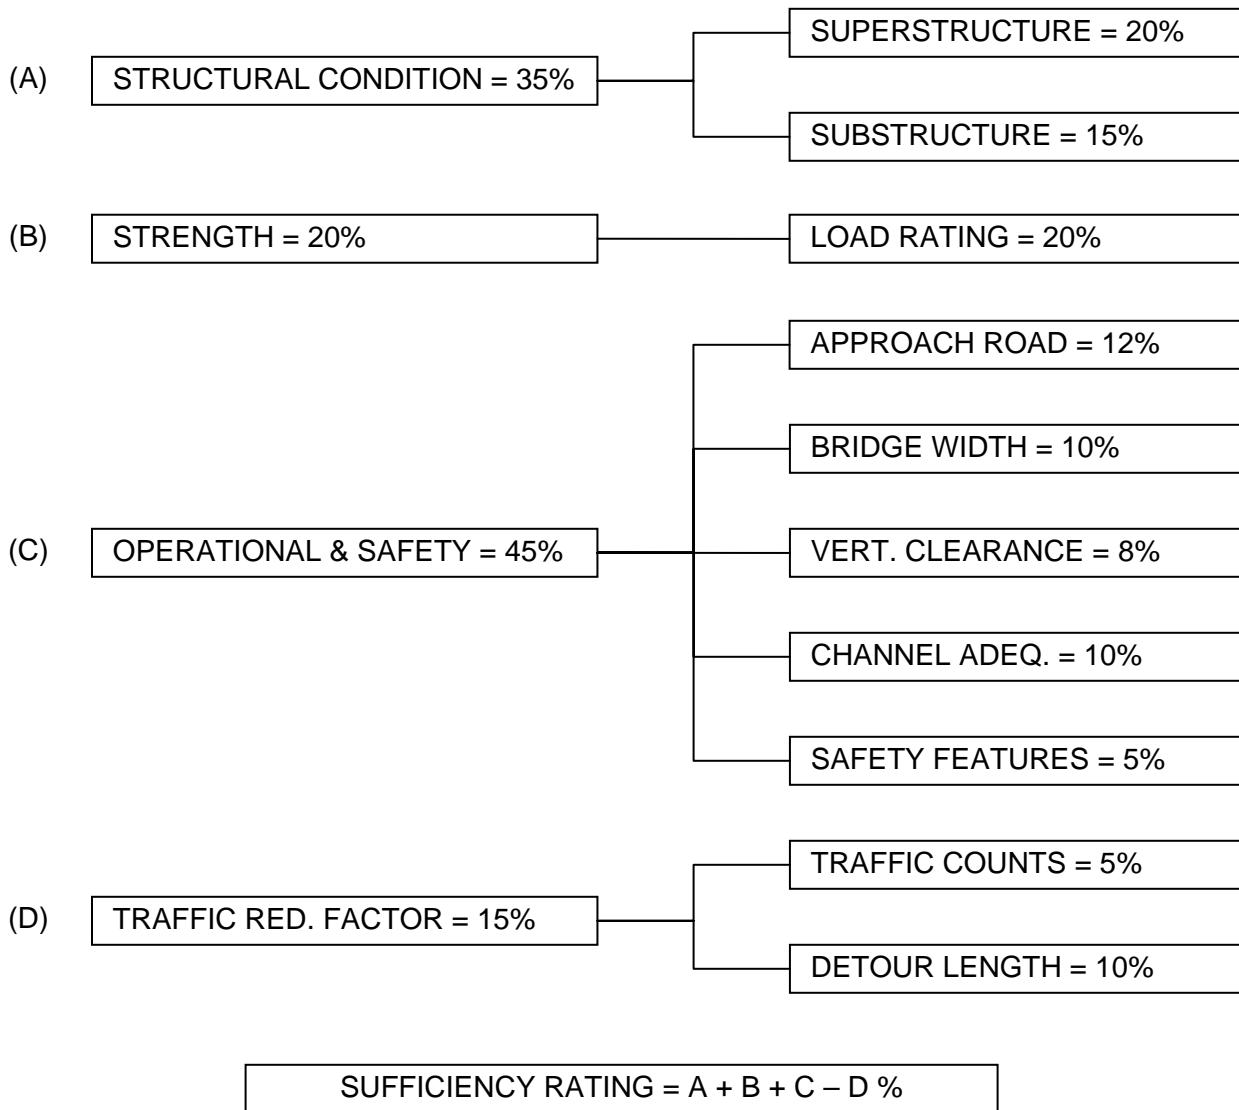 SUPERSTRUCTURE = 20%
(A) STRUCTURAL CONDITION = 35%
SUBSTRUCTURE = 15%
(B) STRENGTH = 20% LOAD RATING = 20%
APPROACH ROAD = 12%
BRIDGE WIDTH = 10%
(C) OPERATIONAL & SAFETY = 45% VERT. CLEARANCE = 8%
CHANNEL ADEQ. = 10%
SAFETY FEATURES = 5%
TRAFFIC COUNTS = 5%
(D) TRAFFIC RED. FACTOR = 15%
DETOUR LENGTH = 10%
SUFFICIENCY RATING = A + B + C – D %